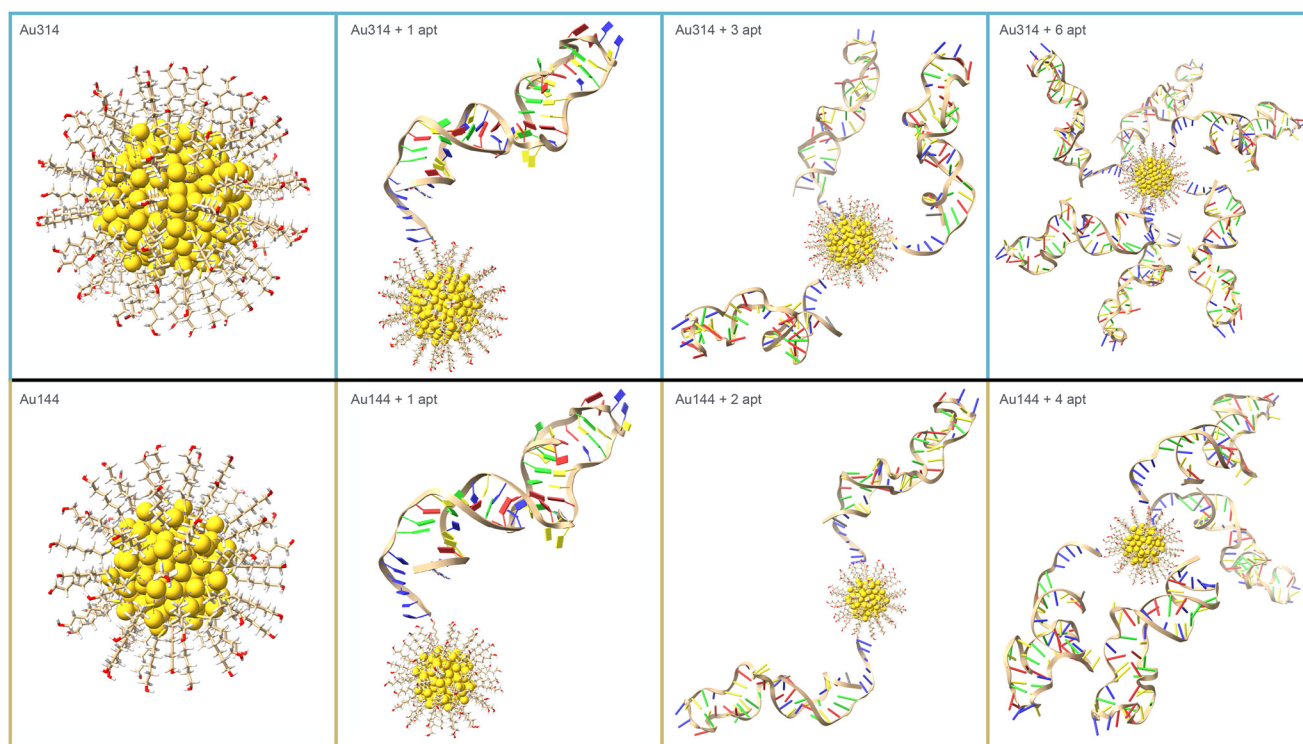 Au314
Au314 + 1 apt
Au314 + 3 apt
Au314 + 6 apt
Au144
Au144 + 1 apt
Au144 + 2 apt
Au144 + 4 apt